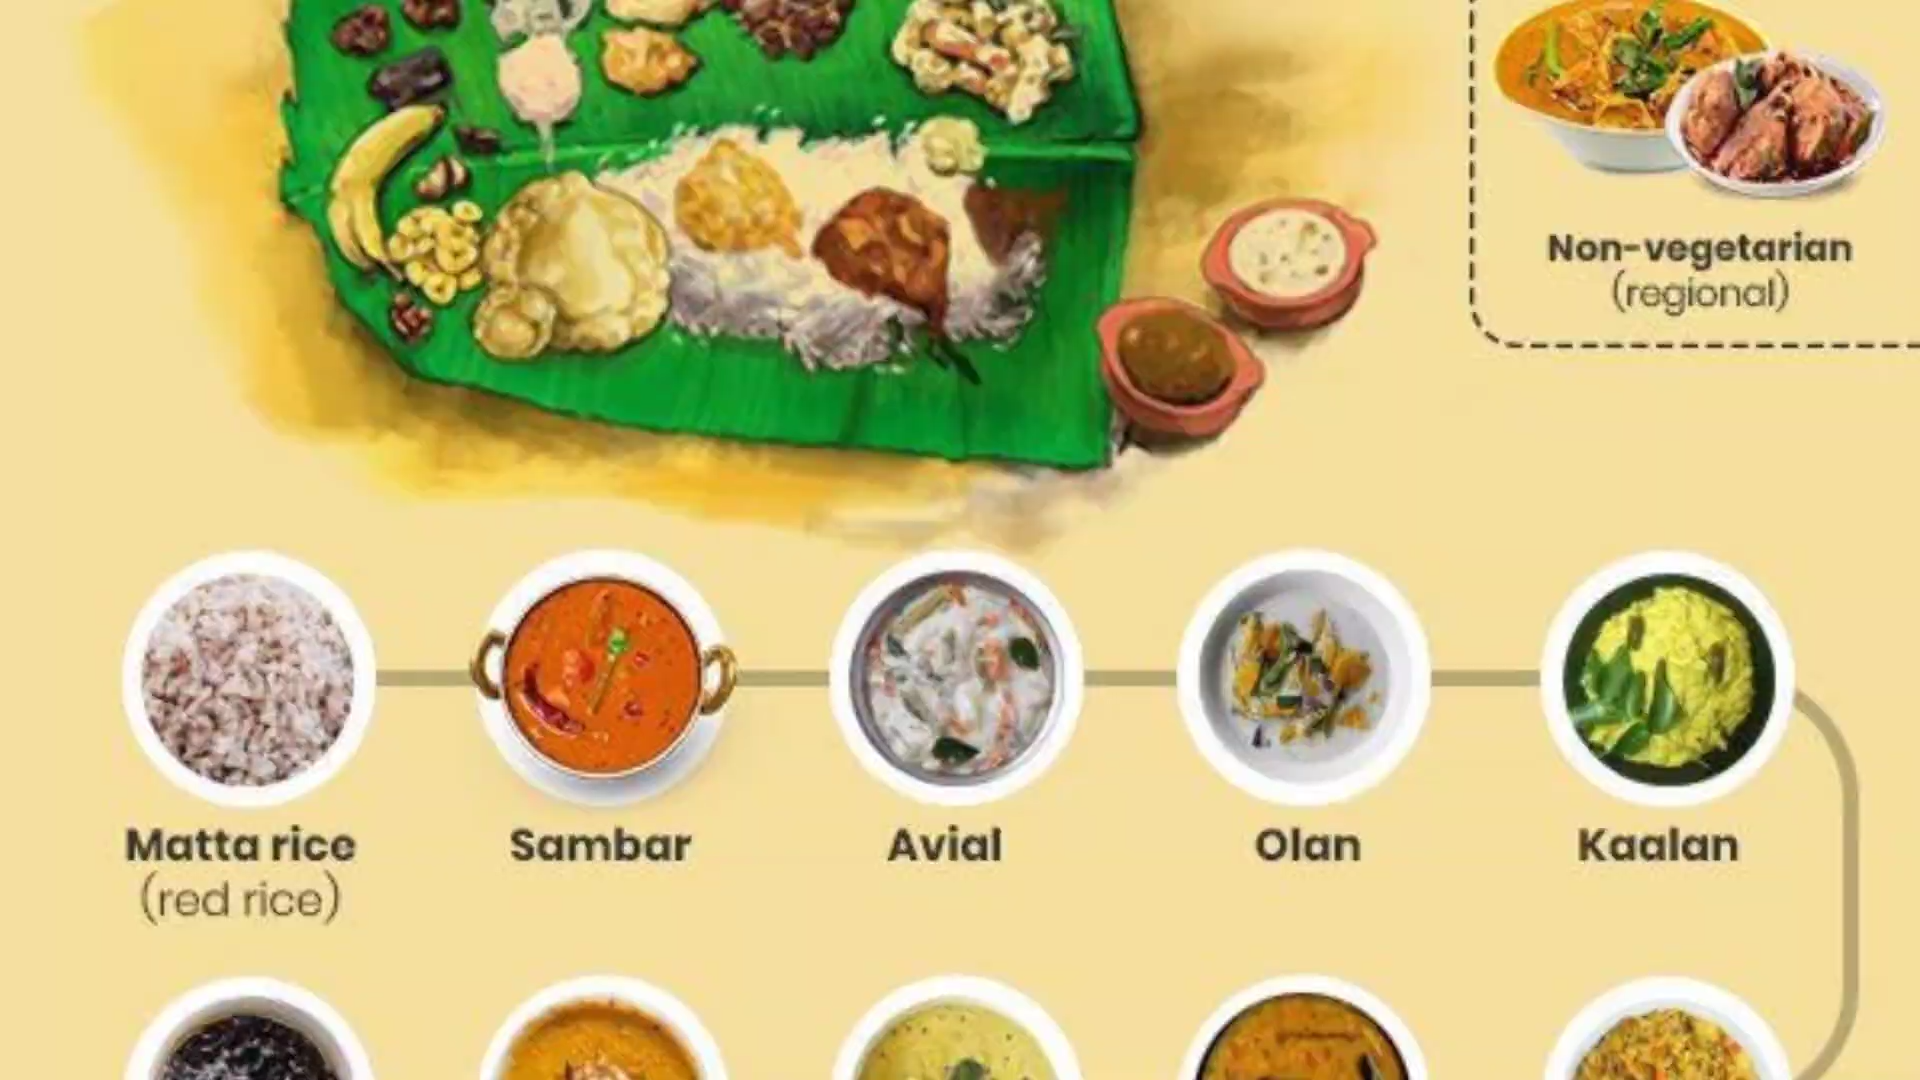 Non-vegetarian
(regional)
Matta rice
(red rice)
Sambar
Avial
Olan
Kaalan